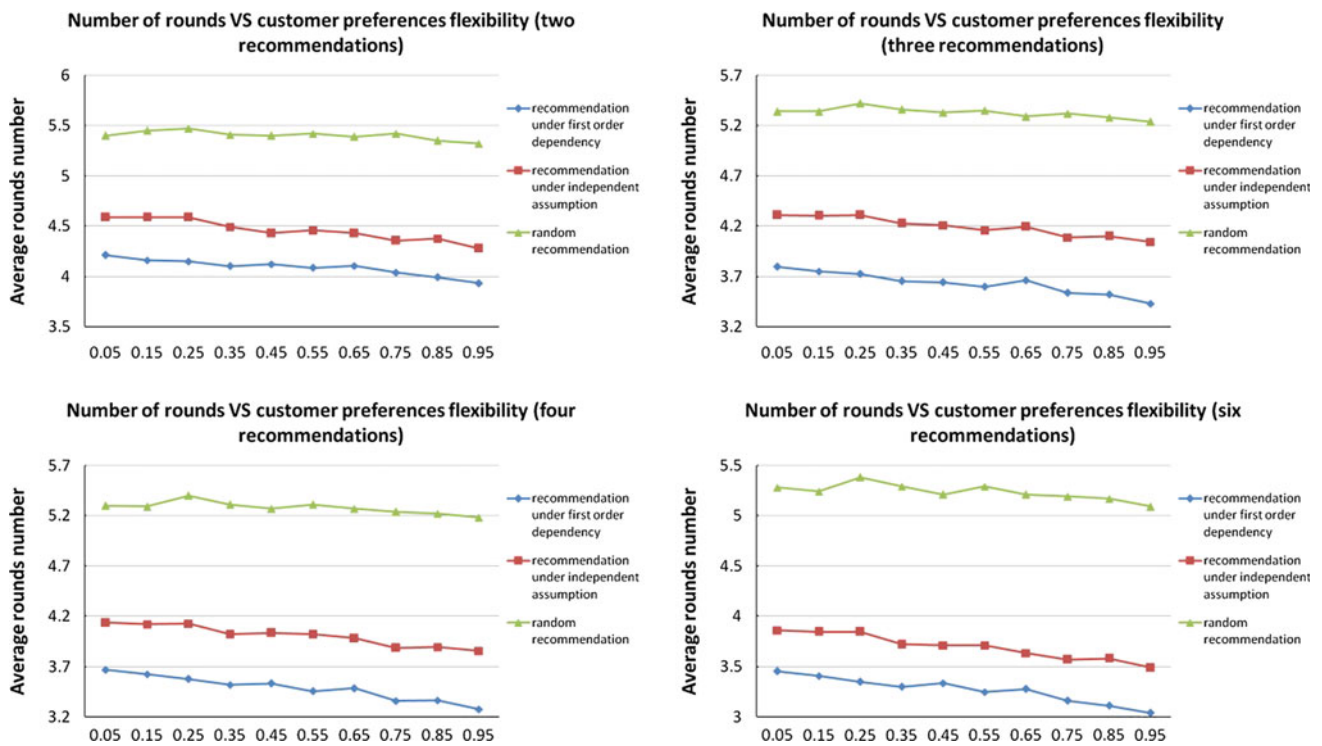 Number of rounds VS customer preferences flexibility (two
recommendations)
Average rounds number
6
5.5
5
4.5
4
3.5
0.05 0.15 0.25 0.35 0.45 0.55 0.65 0.75 0.85 0.95
recommendation
under first order
dependency
recommendation
under independent
assumption
random
recommendation
Number of rounds VS customer preferences flexibility
(three recommendations)
Average rounds number
5.7
5.2
4.7
4.2
3.7
3.2
0.05 0.15 0.25 0.35 0.45 0.55 0.65 0.75 0.85 0.95
recommendation
under first order
dependency
recommendation
under independent
assumption
random
recommendation
Number of rounds VS customer preferences flexibility (four
recommendations)
Average rounds number
5.7
5.2
4.7
4.2
3.7
3.2
0.05 0.15 0.25 0.35 0.45 0.55 0.65 0.75 0.85 0.95
recommendation
under first order
dependency
recommendation
under independent
assumption
random
recommendation
Number of rounds VS customer preferences flexibility (six
recommendations)
Average rounds number
5.5
5
4.5
4
3.5
3
0.05 0.15 0.25 0.35 0.45 0.55 0.65 0.75 0.85 0.95
recommendation
under first order
dependency
recommendation
under independent
assumption
random
recommendation